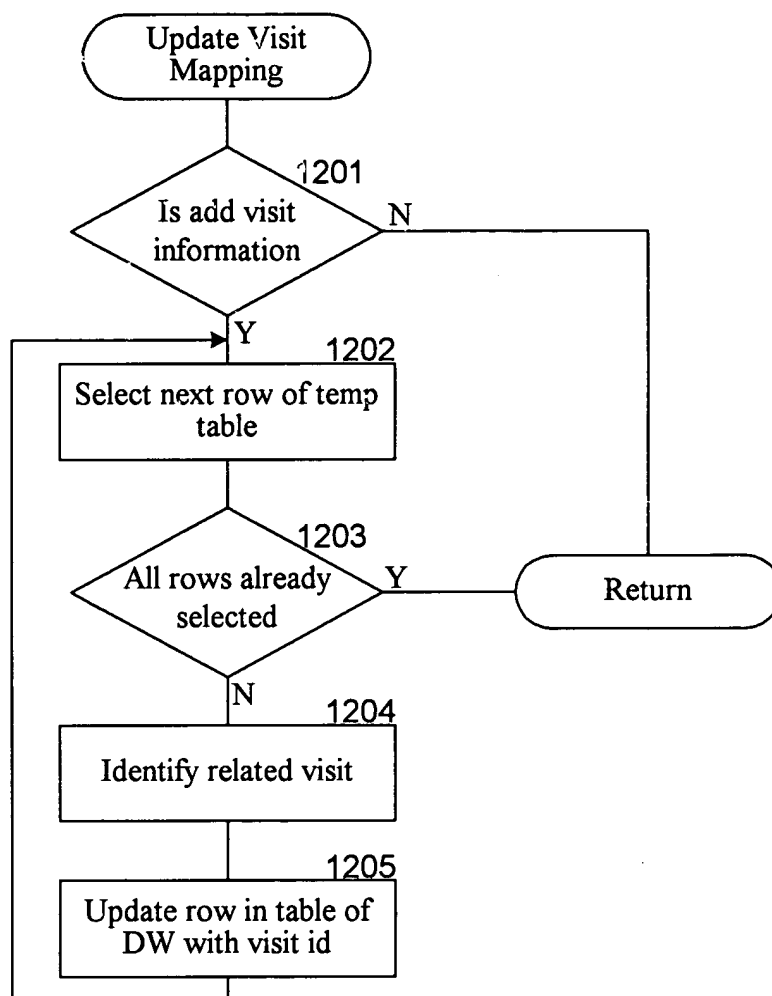 Update Visit
Mapping
1201
Is add visit
information
N
Y
1202
Select next row of temp
table
1203
All rows already
selected
Y
Return
N
1204
Identify related visit
1205
Update row in table of
DW with visit id